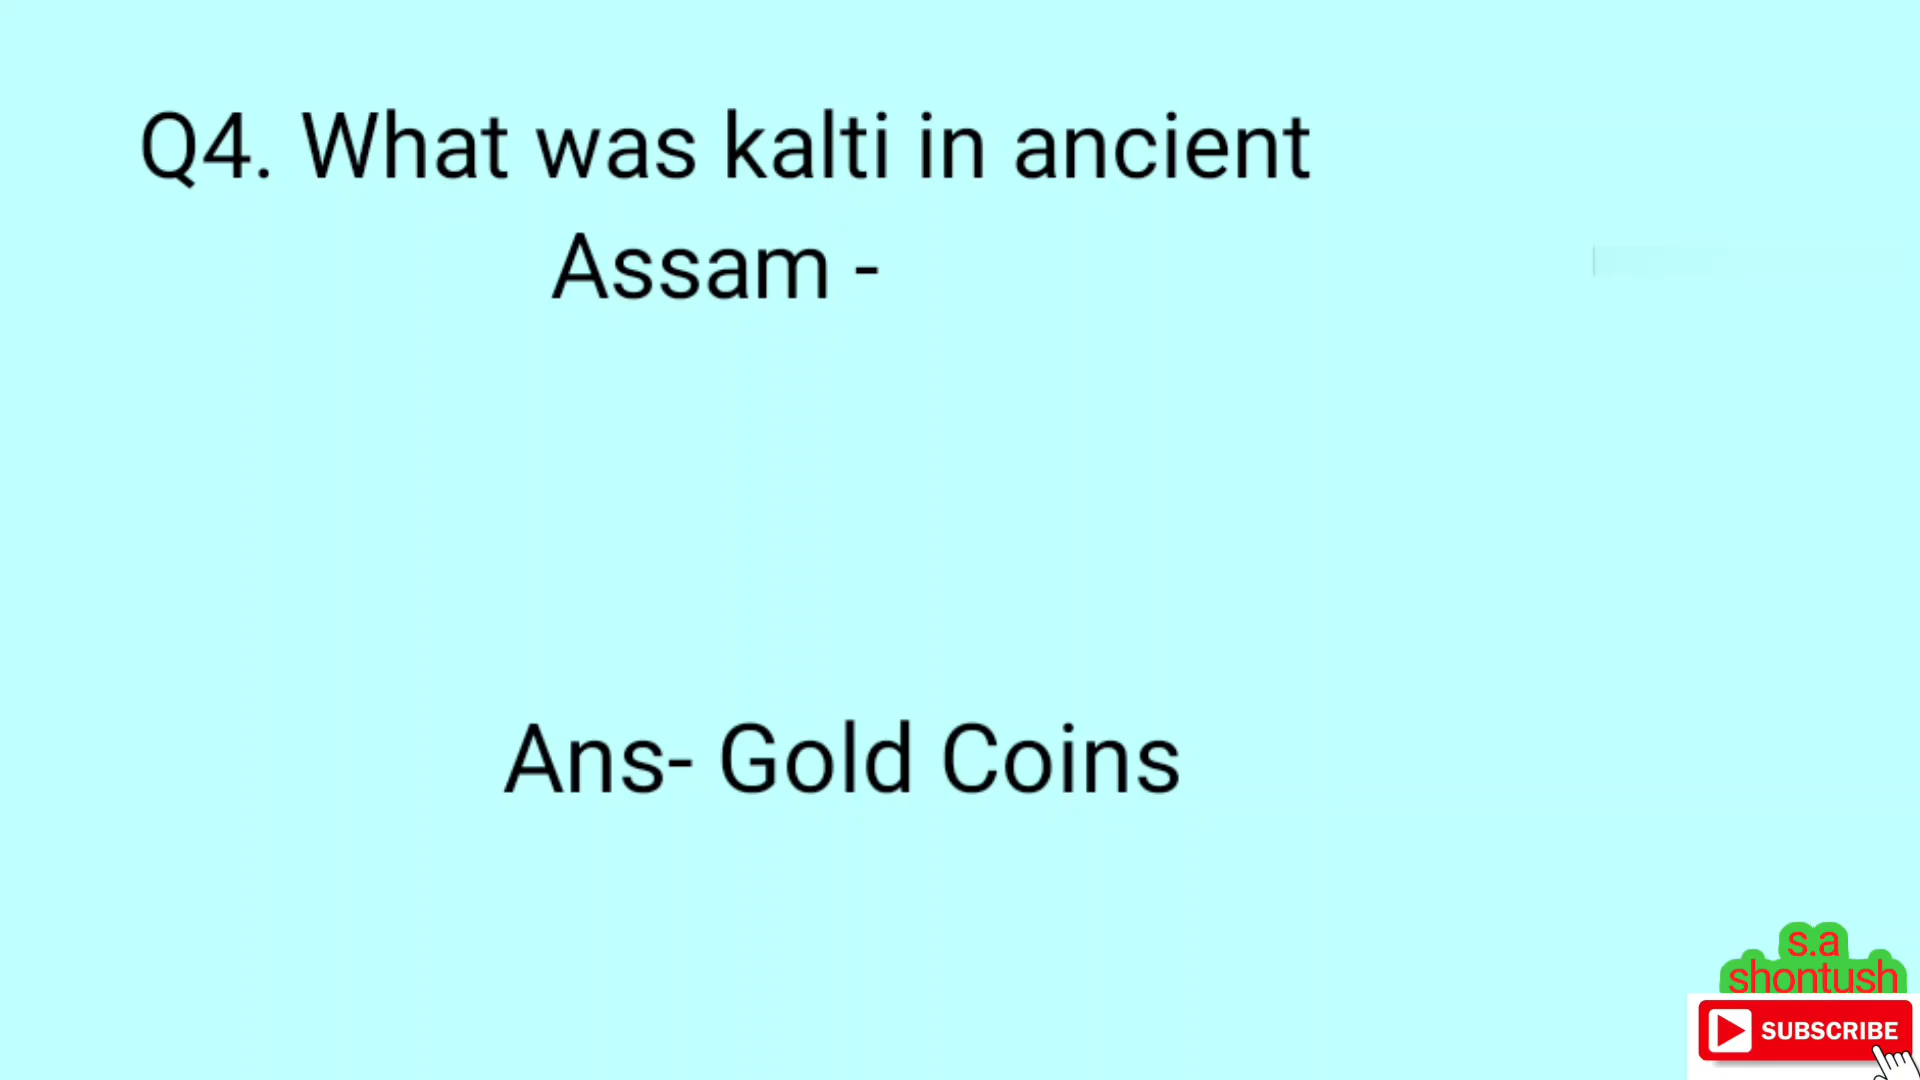 Q4. What was kalti in ancient
Assam -
Ans- Gold Coins
s.a
shontush
SUBSCRIBE